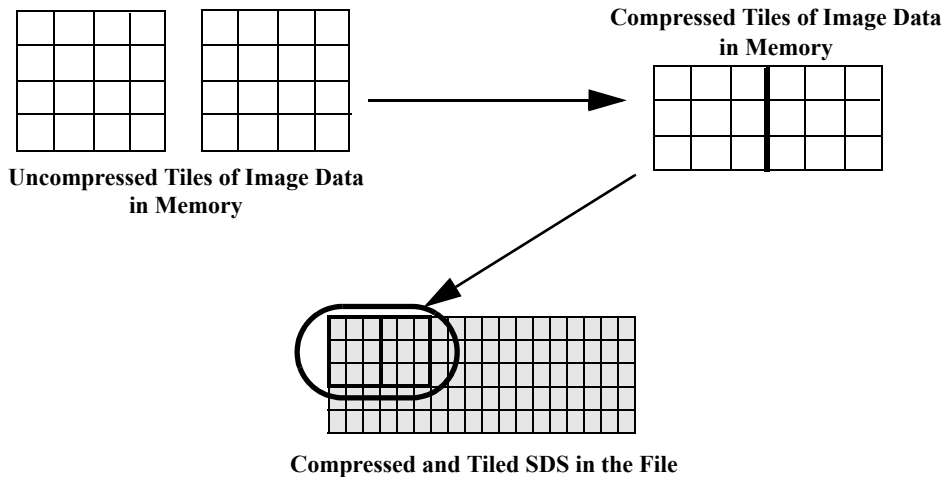 Compressed Tiles of Image Data
in Memory
Uncompressed Tiles of Image Data
in Memory
Compressed and Tiled SDS in the File